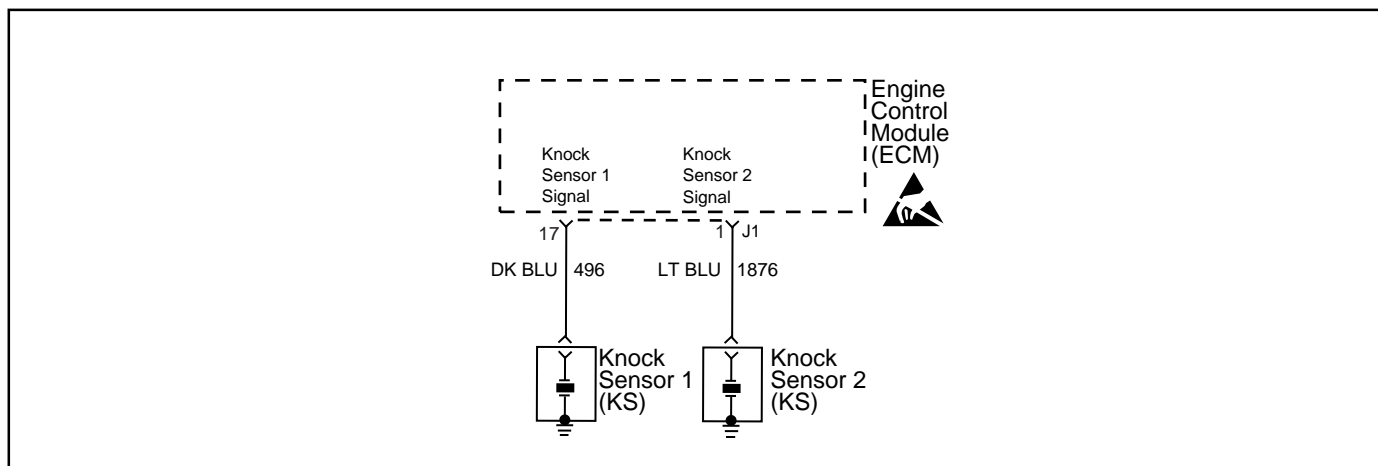 Engine
Control
Module
(ECM)
Knock
Sensor 1
Signal
Knock
Sensor 2
Signal
17
1
J1
DK BLU
496
LT BLU
1876
Knock
Sensor 1
(KS)
Knock
Sensor 2
(KS)